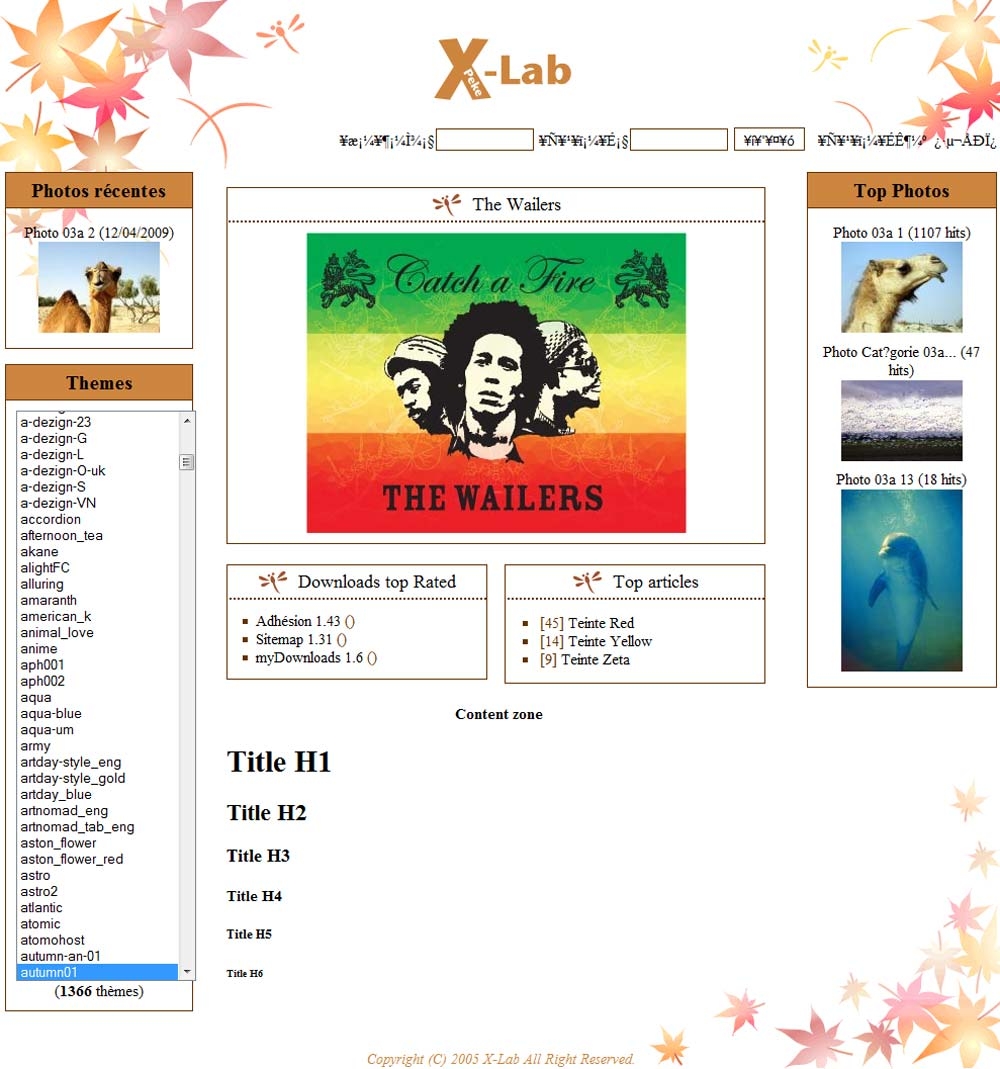 X-Lab
Peke
¥æ¡¼¥¶¡¼Ì¾¡§ ¥Ñ¥¹¥ï¡¼¥É¡§ ¥í¥°¥¤¥ó ¥Ñ¥¹¥ï¡¼¥ÉÊ¶¼º
Photos récentes
Photo 03a 2 (12/04/2009)
Themes
a-dezign-23
a-dezign-G
a-dezign-L
a-dezign-O-uk
a-dezign-S
a-dezign-VN
accordion
afternoon_tea
akane
alightFC
alluring
amaranth
american_k
animal_love
anime
aph001
aph002
aqua
aqua-blue
aqua-um
army
artday-style_eng
artday-style_gold
artday_blue
artnomad_eng
artnomad_tab_eng
aston_flower
aston_flower_red
astro
astro2
atlantic
atomic
atomohost
autumn-an-01
autumn01
(1366 thèmes)
The Wailers
Catch a Fire
THE WAILERS
Downloads top Rated
Adhésion 1.43 ()
Sitemap 1.31 ()
myDownloads 1.6 ()
Top articles
[45] Teinte Red
[14] Teinte Yellow
[9] Teinte Zeta
Content zone
Title H1
Title H2
Title H3
Title H4
Title H5
Title H6
Top Photos
Photo 03a 1 (1107 hits)
Photo Cat?gorie 03a... (47
hits)
Photo 03a 13 (18 hits)
Copyright (C) 2005 X-Lab All Right Reserved.